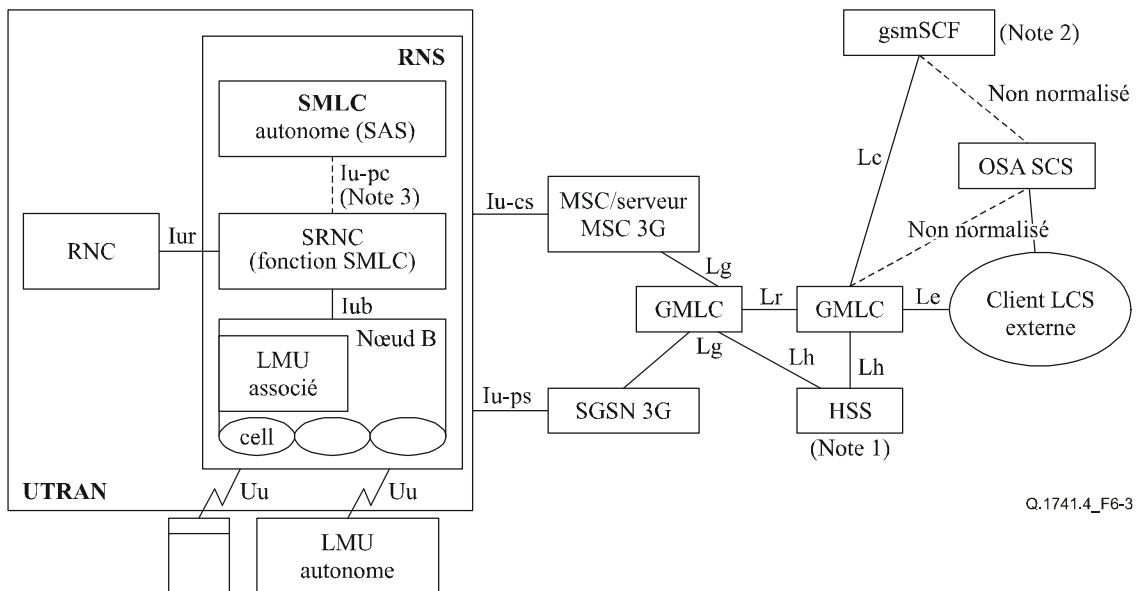 gsmSCF
(Note 2)
RNS
SMLC
autonome (SAS)
Non normalisé
Iu-pc
(Note 3)
Lc
OSA SCS
Iu-cs
MSC/serveur
MSC 3G
RNC
Iur
SRNC
(fonction SMLC)
Non normalisé
Lg
Iub
GMLC
Lr
GMLC
Le
Client LCS
externe
Nœud B
LMU
associé
Lg
Lh
Lh
Iu-ps
SGSN 3G
HSS
cell
(Note 1)
UTRAN
Uu
Uu
Q.1741.4_F6-3
LMU
autonome